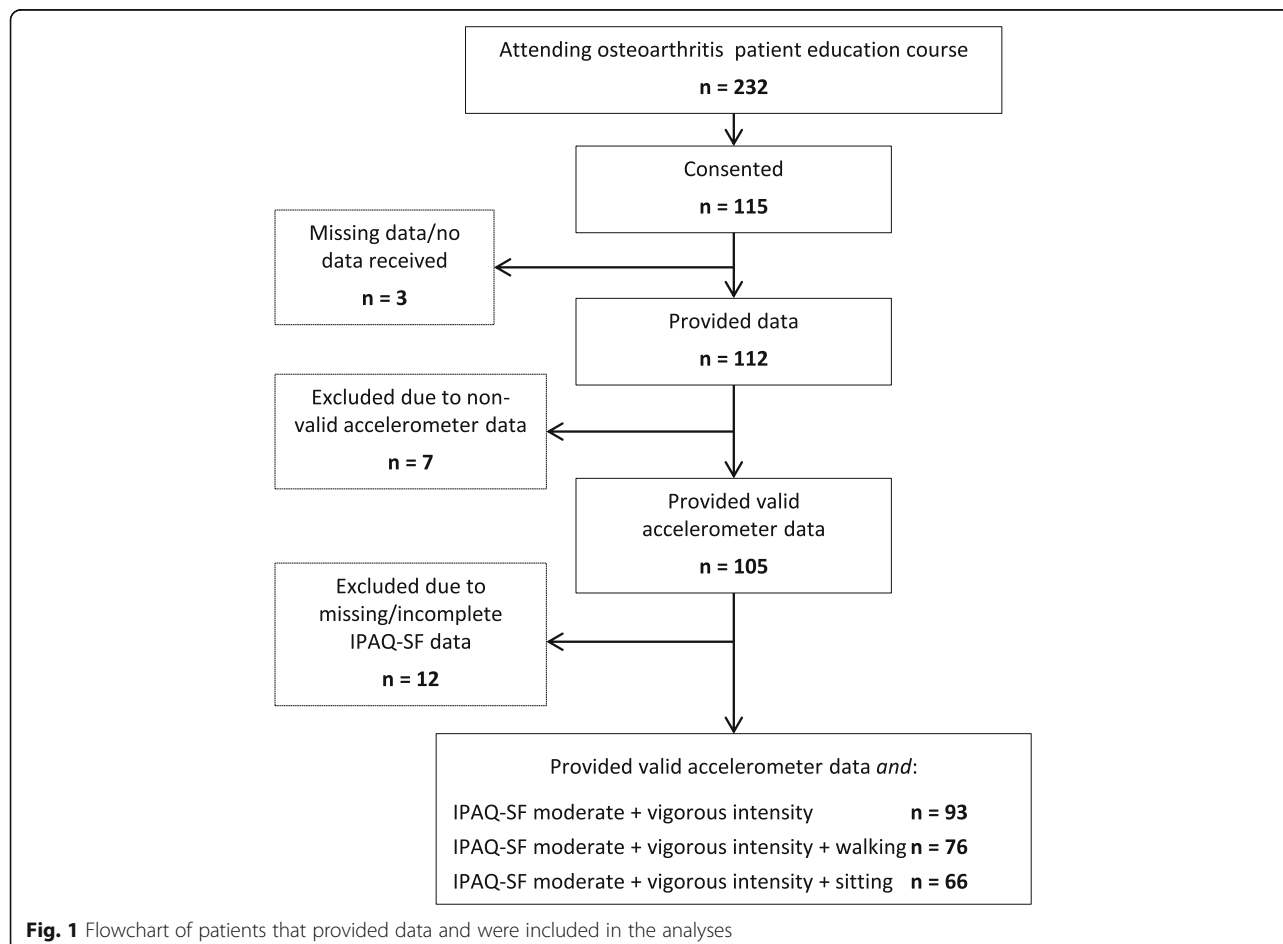 Attending osteoarthritis patient education course
n = 232
Consented
n = 115
Missing data/no
data received
n = 3
Provided data
n = 112
Excluded due to non-
valid accelerometer data
n = 7
Provided valid
accelerometer data
n = 105
Excluded due to
missing/incomplete
IPAQ-SF data
n = 12
Provided valid accelerometer data and:
IPAQ-SF moderate + vigorous intensity n = 93
IPAQ-SF moderate + vigorous intensity + walking n = 76
IPAQ-SF moderate + vigorous intensity + sitting n = 66
Fig. 1 Flowchart of patients that provided data and were included in the analyses